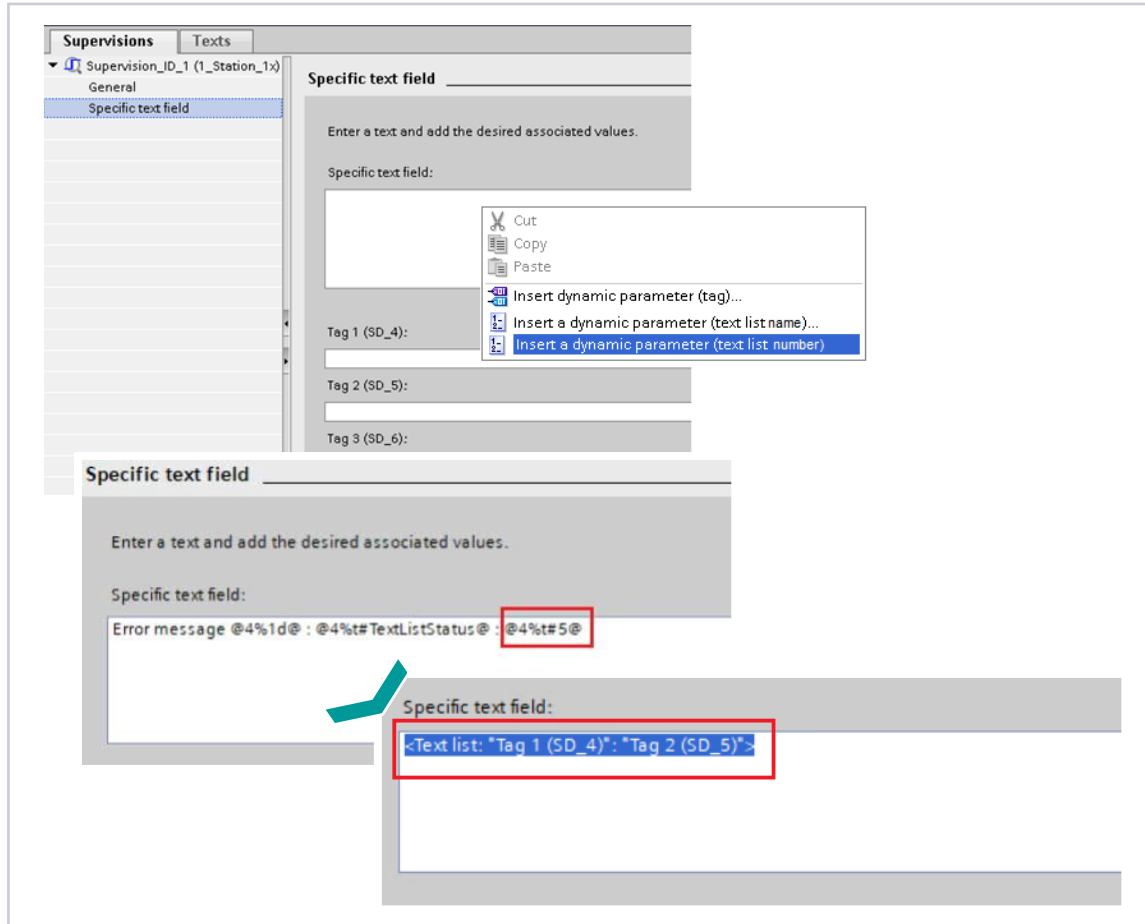 Supervisions Texts
Supervision_ID_1 (1_Station_1x)
General
Specific text field
Specific text field
Enter a text and add the desired associated values.
Specific text field:
Cut
Copy
Paste
Insert dynamic parameter (tag)...
Insert a dynamic parameter (text list name)...
Insert a dynamic parameter (text list number)
Tag 1 (SD_4):
Tag 2 (SD_5):
Tag 3 (SD_6):
Specific text field
Enter a text and add the desired associated values.
Specific text field:
Error message @4%1d@ : @4%t#TextListStatus@ : @4%t#5@
Specific text field:
<Text list: "Tag 1 (SD_4)": "Tag 2 (SD_5)">